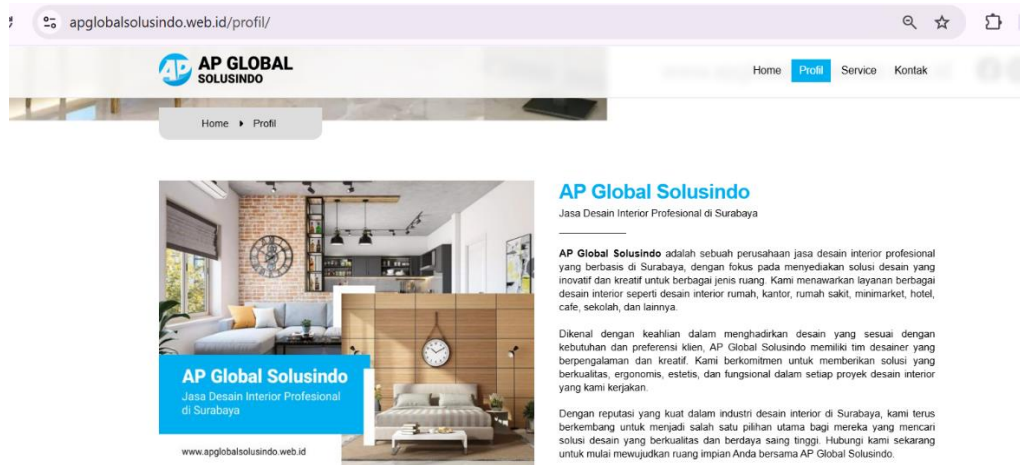 apglobalsolusindo.web.id/profil/
AP GLOBAL
SOLUSINDO
Home Profil Service Kontak
Home Profil
AP Global Solusindo
Jasa Desain Interior Profesional
di Surabaya
www.apglobalsolusindo.web.id
AP Global Solusindo
Jasa Desain Interior Profesional di Surabaya
AP Global Solusindo adalah sebuah perusahaan jasa desain interior profesional
yang berbasis di Surabaya, dengan fokus pada menyediakan solusi desain yang
inovatif dan kreatif untuk berbagai jenis ruang. Kami menawarkan layanan berbagai
desain interior seperti desain interior rumah, kantor, rumah sakit, minimarket, hotel,
cafe, sekolah, dan lainnya.
Dikenal dengan keahlian dalam menghadirkan desain yang sesuai dengan
kebutuhan dan preferensi klien, AP Global Solusindo memiliki tim desainer yang
berpengalaman dan kreatif. Kami berkomitmen untuk memberikan solusi yang
berkualitas, ergonomis, estetis, dan fungsional dalam setiap proyek desain interior
yang kami kerjakan.
Dengan reputasi yang kuat dalam industri desain interior di Surabaya, kami terus
berkembang untuk menjadi salah satu pilihan utama bagi mereka yang mencari
solusi desain yang berkualitas dan berdaya saing tinggi. Hubungi kami sekarang
untuk mulai mewujudkan ruang impian Anda bersama AP Global Solusindo.